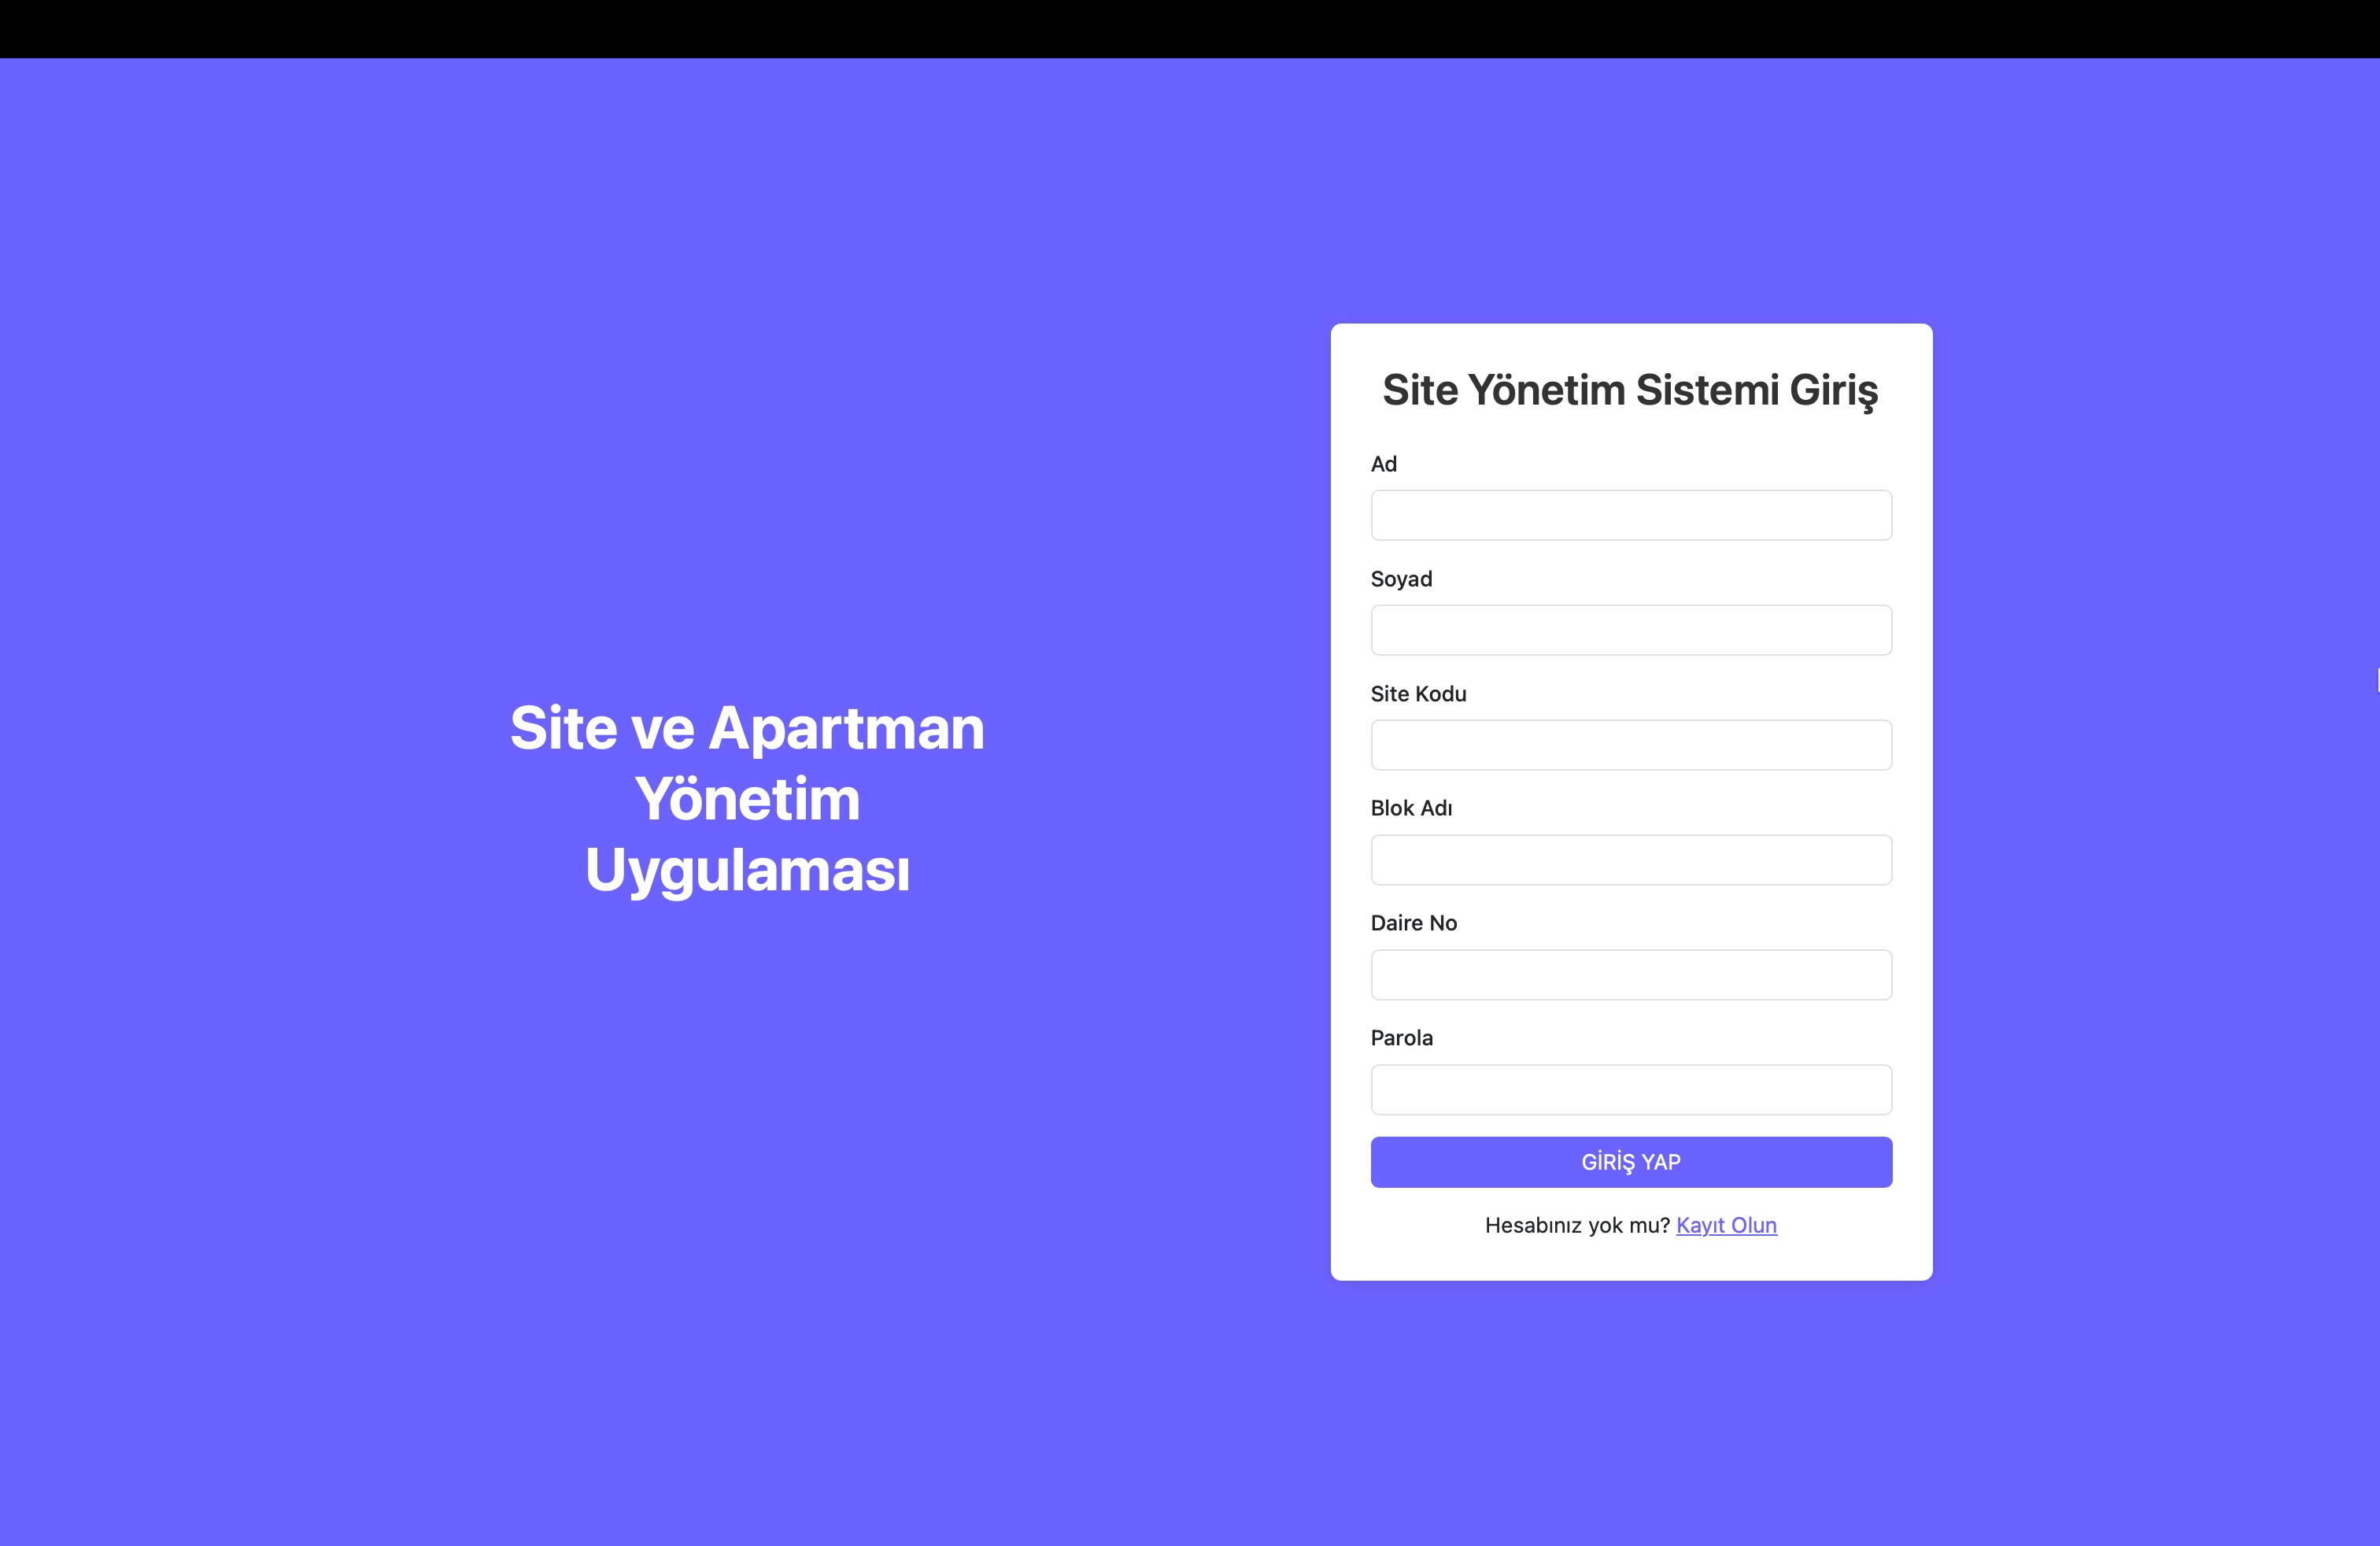 Site ve Apartman
Yönetim
Uygulaması
Site Yönetim Sistemi Giriş
Ad
Soyad
Site Kodu
Blok Adı
Daire No
Parola
GİRİŞ YAP
Hesabınız yok mu? Kayıt Olun